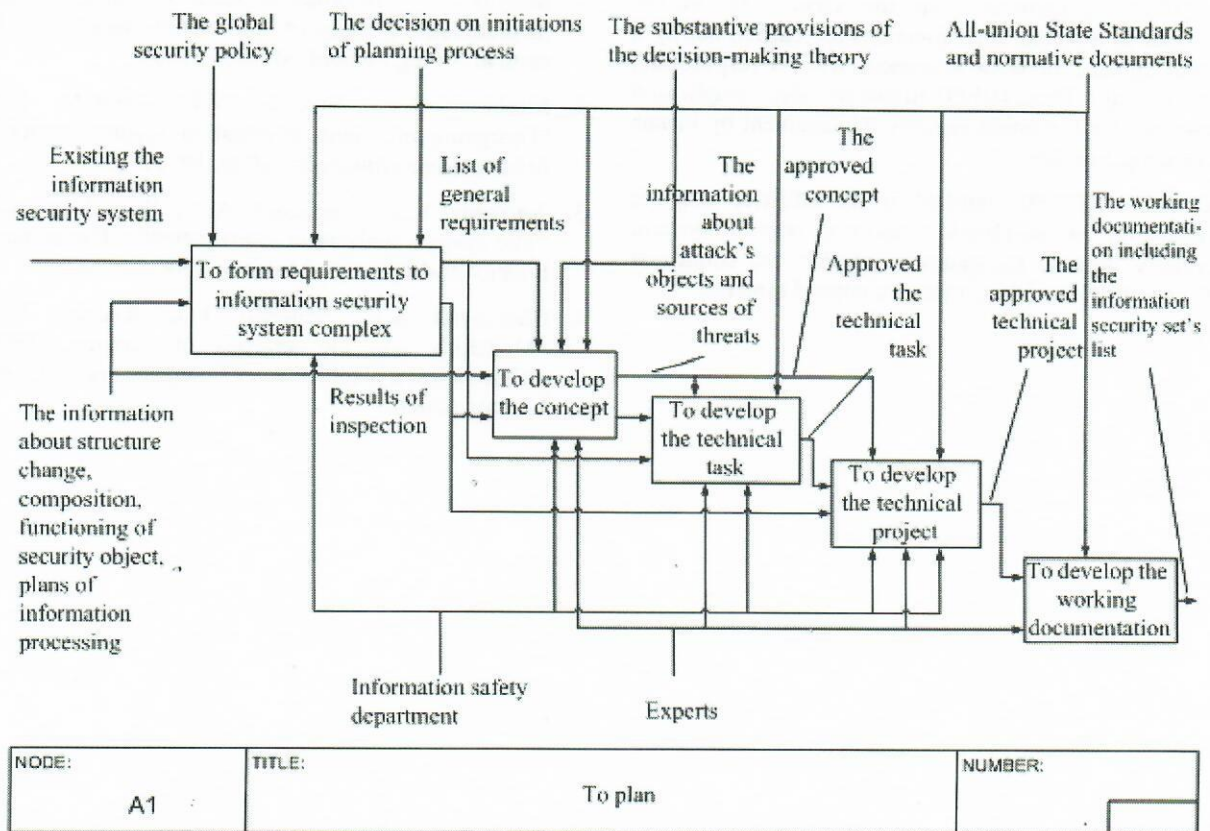 The global
security policy
The decision on initiations
of planning process
The substantive provisions of
the decision-making theory
All-union State Standards
and normative documents
Existing the
information
security system
List of
general
requirements
The
information
about
attack's
objects and
sources of
threats
The
approved
concept
Approved
the
technical
task
The
approved
technical
project
The working
documentati-
on including
the
information
security set's
list
To form requirements to
information security
system complex
To develop
the concept
To develop
the technical
task
To develop
the technical
project
To develop the
working
documentation
Results of
inspection
The information
about structure
change,
composition,
functioning of
security object,
plans of
information
processing
Information safety
department
Experts
NODE:
A1
TITLE:
To plan
NUMBER: